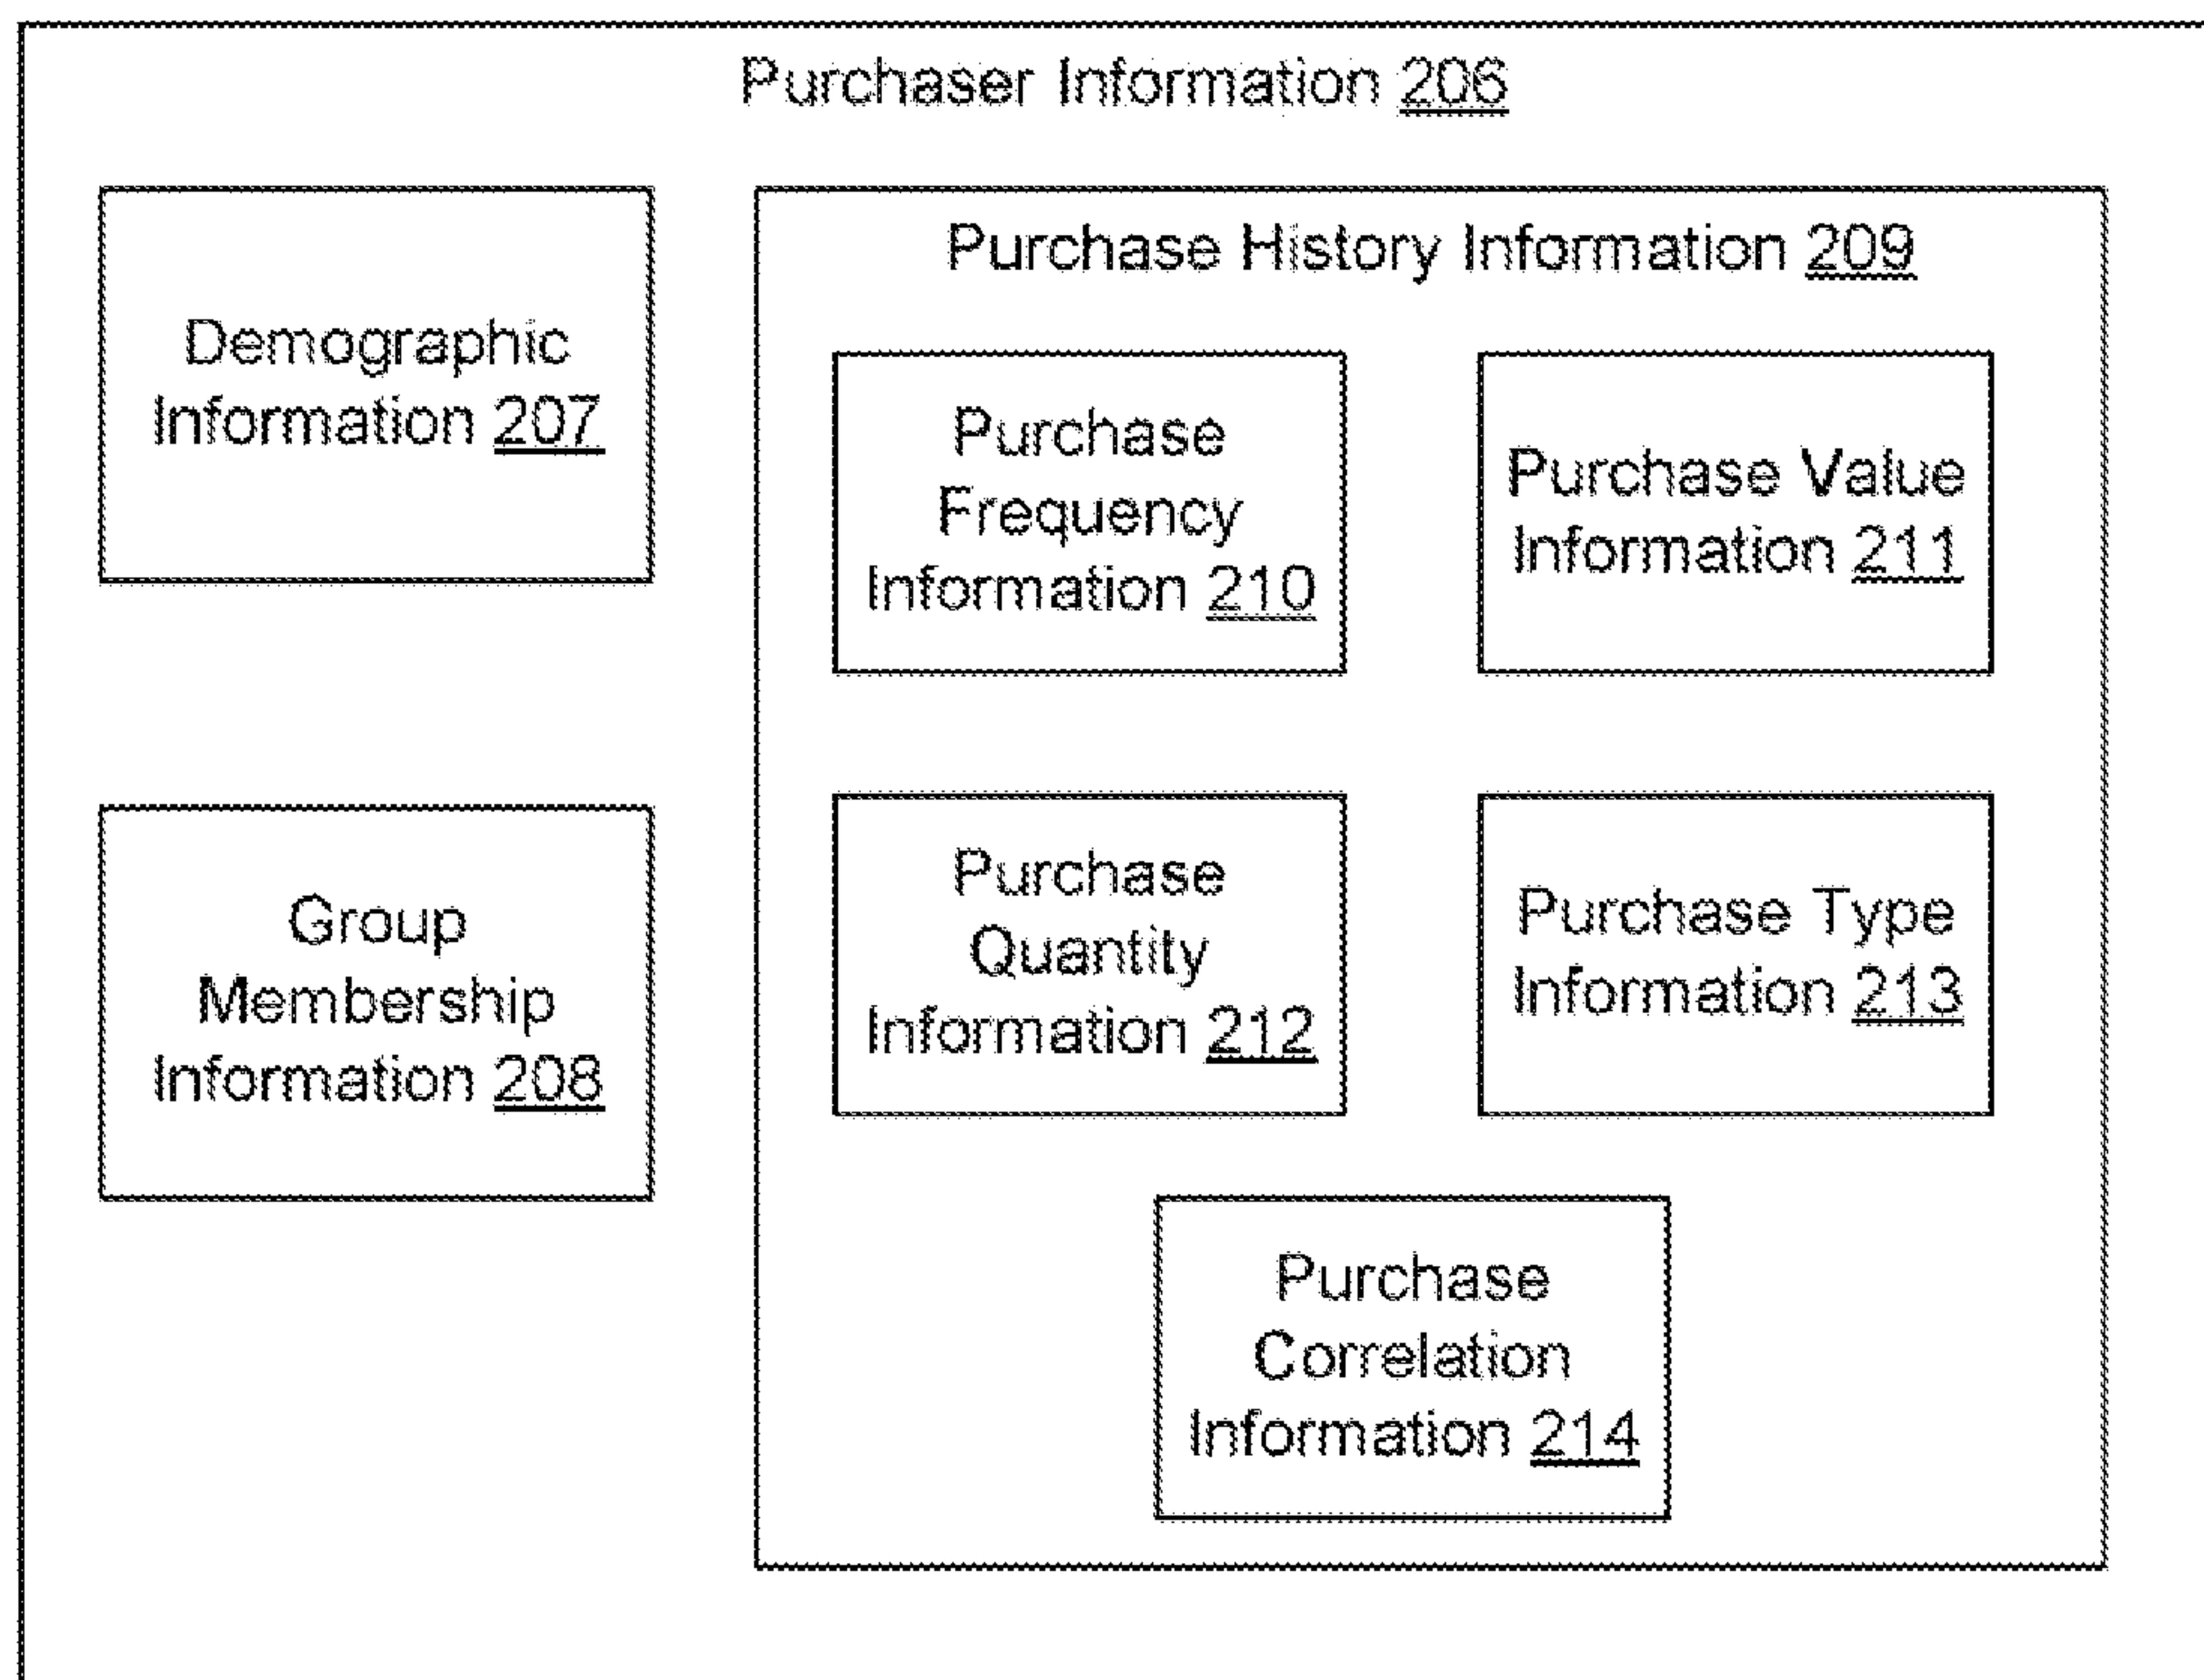 Purchaser Information 206
Demographic
Information 207
Group
Membership
Information 208
Purchase History Information 209
Purchase
Frequency
Information 210
Purchase Value
Information 211
Purchase
Quantity
Information 212
Purchase Type
Information 213
Purchase
Correlation
Information 214